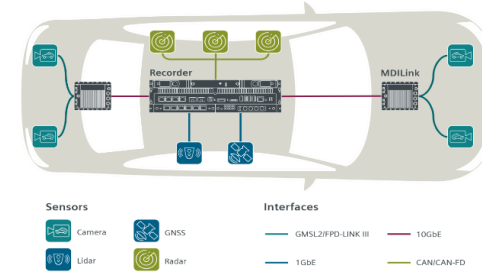 Recorder
MDILink
Sensors
Interfaces
Camera
GNSS
GMSL2/FPD-LINK III
10GbE
Lidar
Radar
1GbE
CAN/CAN-FD